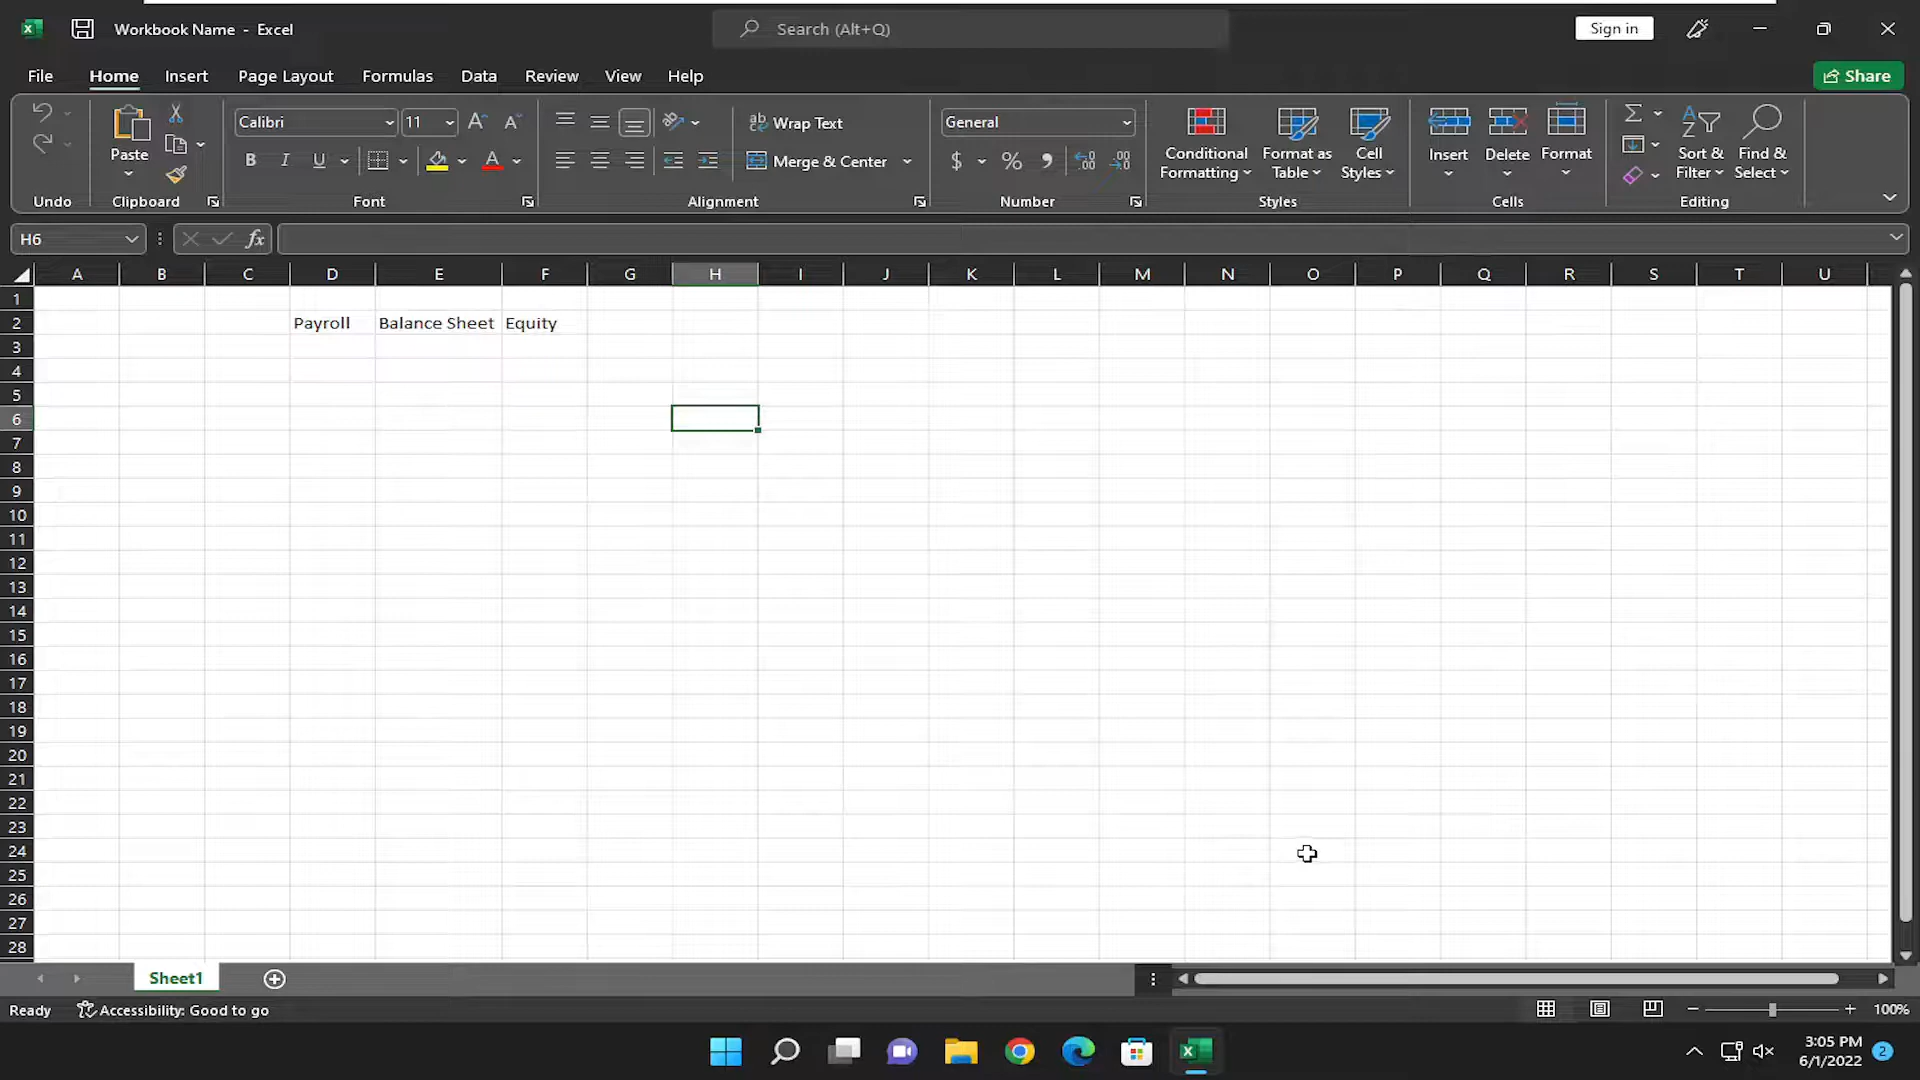 Workbook Name - Excel
Search (Alt+Q)
Sign in
File Home Insert Page Layout Formulas Data Review View Help
Share
Calibri 11
Wrap Text
General
Paste
Merge & Center
$ % 9
B I U A
Conditional Formatting
Format as Table
Cell Styles
Insert Delete Format
Sort & Filter
Find & Select
Undo Clipboard Font Alignment Number Styles Cells Editing
H6 fx
A B C D E F G H I J K L M N O P Q R S T U
1
2 Payroll Balance Sheet Equity
3
4
5
6
7
8
9
10
11
12
13
14
15
16
17
18
19
20
21
22
23
24
25
26
27
28
Sheet1
Ready Accessibility: Good to go 100%
3:05 PM
6/1/2022 2